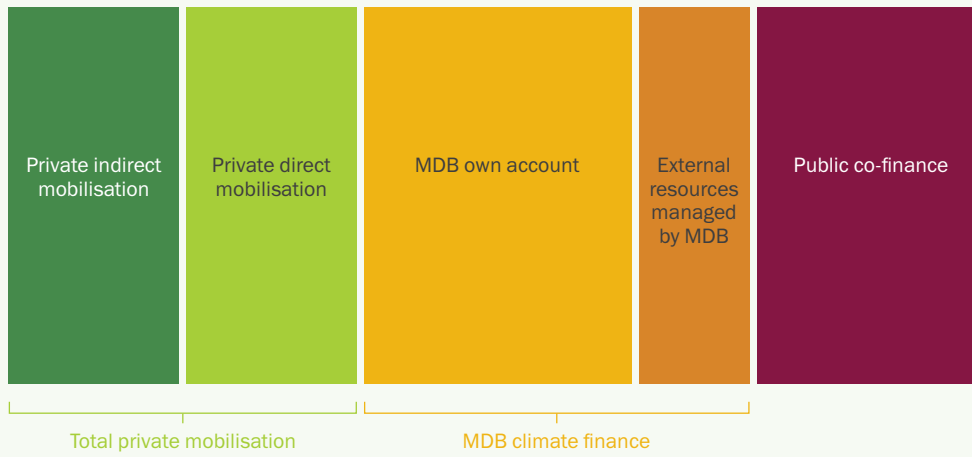 Private indirect
mobilisation
Private direct
mobilisation
MDB own account
External
resources
managed
by MDB
Public co-finance
Total private mobilisation
MDB climate finance